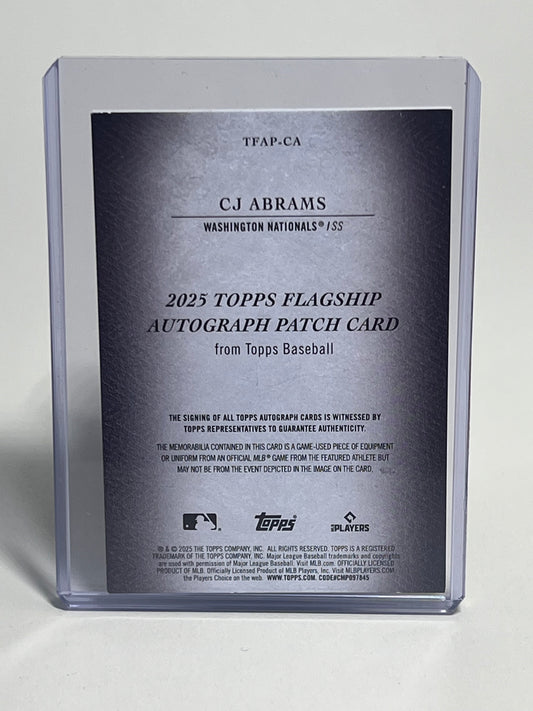 TFAP-CA
CJ ABRAMS
WASHINGTON NATIONALS® / SS
2025 TOPPS FLAGSHIP
AUTOGRAPH PATCH CARD
from Topps Baseball
THE SIGNING OF ALL TOPPS AUTOGRAPH CARDS IS WITNESSED BY
TOPPS REPRESENTATIVES TO GUARANTEE AUTHENTICITY.
THE MEMORABILIA CONTAINED IN THIS CARD IS A GAME-USED PIECE OF EQUIPMENT
OR UNIFORM FROM AN OFFICIAL MLB® GAME FROM THE FEATURED ATHLETE BUT
MAY NOT BE FROM THE EVENT DEPICTED IN THE IMAGE ON THE CARD.
topps
MLB PLAYERS
® & © 2025 THE TOPPS COMPANY, INC. ALL RIGHTS RESERVED. TOPPS IS A REGISTERED
TRADEMARK OF THE TOPPS COMPANY, INC. Major League Baseball trademarks and copyrights
are used with permission of Major League Baseball. Visit MLB.com. OFFICIALLY LICENSED
PRODUCT OF MLB. Officially Licensed Product of MLB Players, Inc. Visit MLBPLAYERS.com,
the Players Choice on the web. WWW.TOPPS.COM. CODE#CMP097845